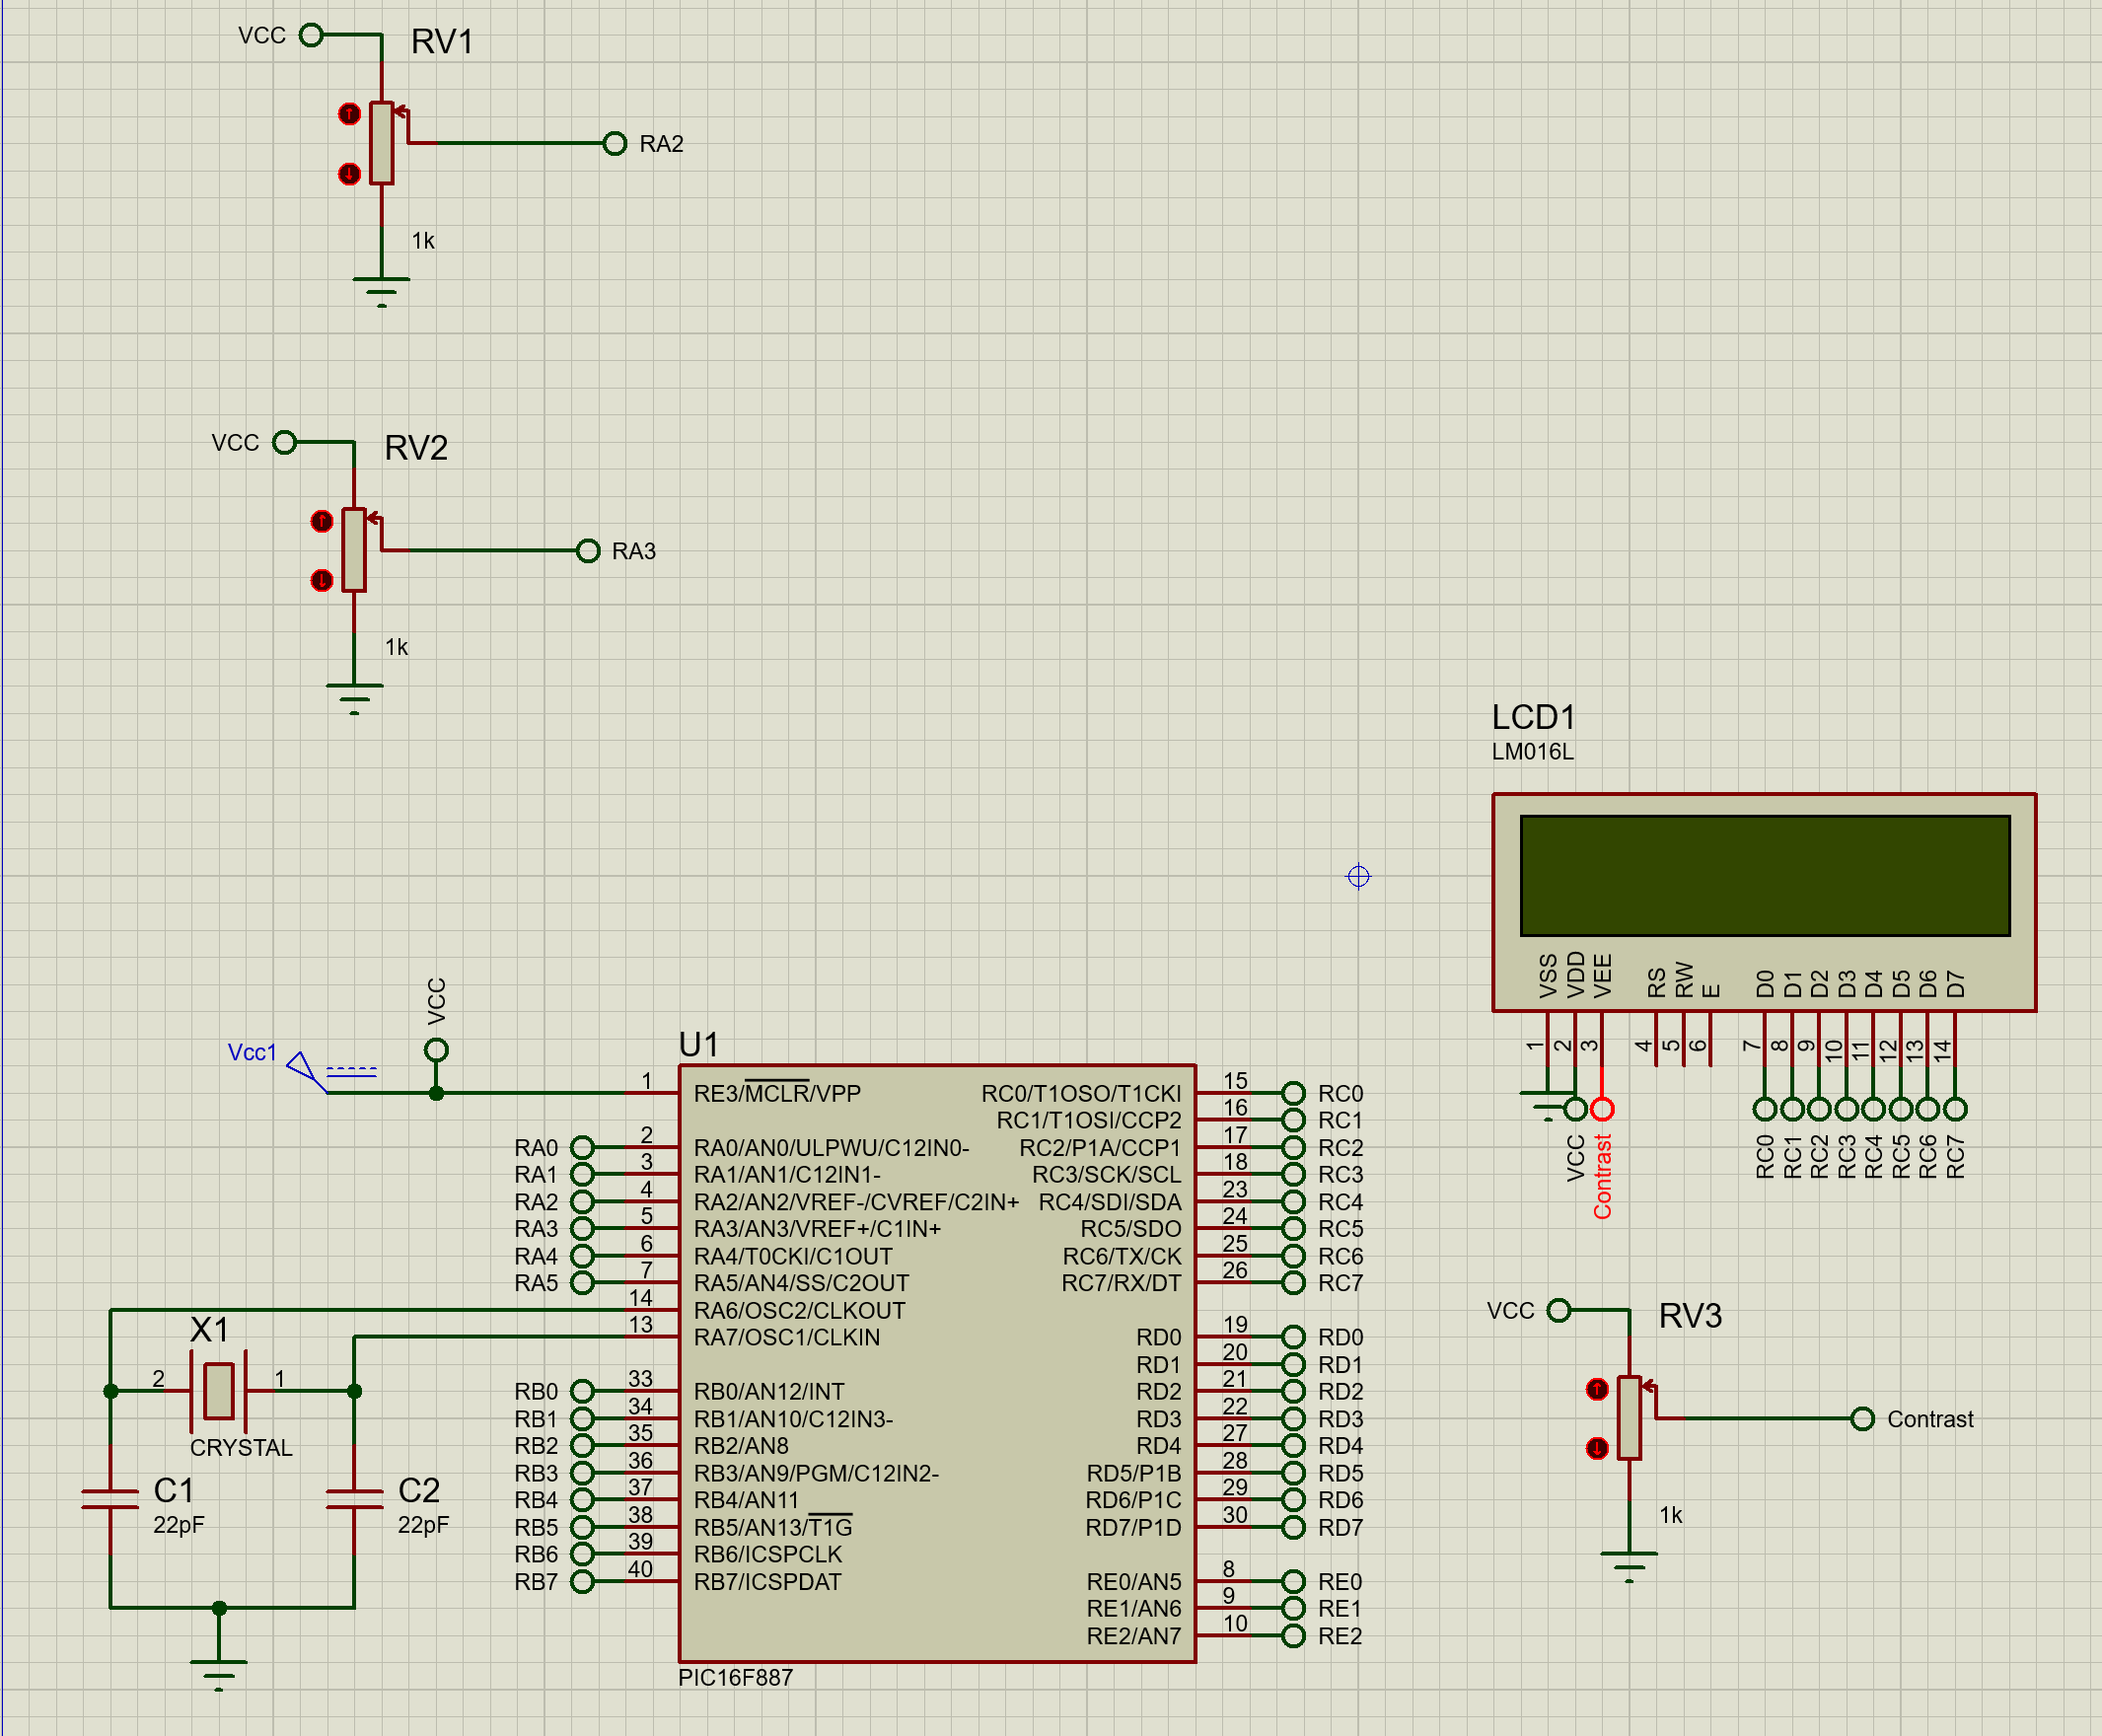 VCC
RV1
RA2
1k
VCC
RV2
RA3
1k
LCD1
LM016L
VSS
VDD
VEE
RS
RW
E
D0
D1
D2
D3
D4
D5
D6
D7
1
2
3
4
5
6
7
8
9
10
11
12
13
14
VCC
Contrast
RC0
RC1
RC2
RC3
RC4
RC5
RC6
RC7
VCC
Vcc1
U1
1 RE3/MCLR/VPP
RA0 2 RA0/AN0/ULPWU/C12IN0-
RA1 3 RA1/AN1/C12IN1-
RA2 4 RA2/AN2/VREF-/CVREF/C2IN+
RA3 5 RA3/AN3/VREF+/C1IN+
RA4 6 RA4/T0CKI/C1OUT
RA5 7 RA5/AN4/SS/C2OUT
14 RA6/OSC2/CLKOUT
13 RA7/OSC1/CLKIN
RB0 33 RB0/AN12/INT
RB1 34 RB1/AN10/C12IN3-
RB2 35 RB2/AN8
RB3 36 RB3/AN9/PGM/C12IN2-
RB4 37 RB4/AN11
RB5 38 RB5/AN13/T1G
RB6 39 RB6/ICSPCLK
RB7 40 RB7/ICSPDAT
RC0/T1OSO/T1CKI 15 RC0
RC1/T1OSI/CCP2 16 RC1
RC2/P1A/CCP1 17 RC2
RC3/SCK/SCL 18 RC3
RC4/SDI/SDA 23 RC4
RC5/SDO 24 RC5
RC6/TX/CK 25 RC6
RC7/RX/DT 26 RC7
RD0 19 RD0
RD1 20 RD1
RD2 21 RD2
RD3 22 RD3
RD4 27 RD4
RD5/P1B 28 RD5
RD6/P1C 29 RD6
RD7/P1D 30 RD7
RE0/AN5 8 RE0
RE1/AN6 9 RE1
RE2/AN7 10 RE2
PIC16F887
X1
2
1
CRYSTAL
C1
22pF
C2
22pF
VCC
RV3
Contrast
1k